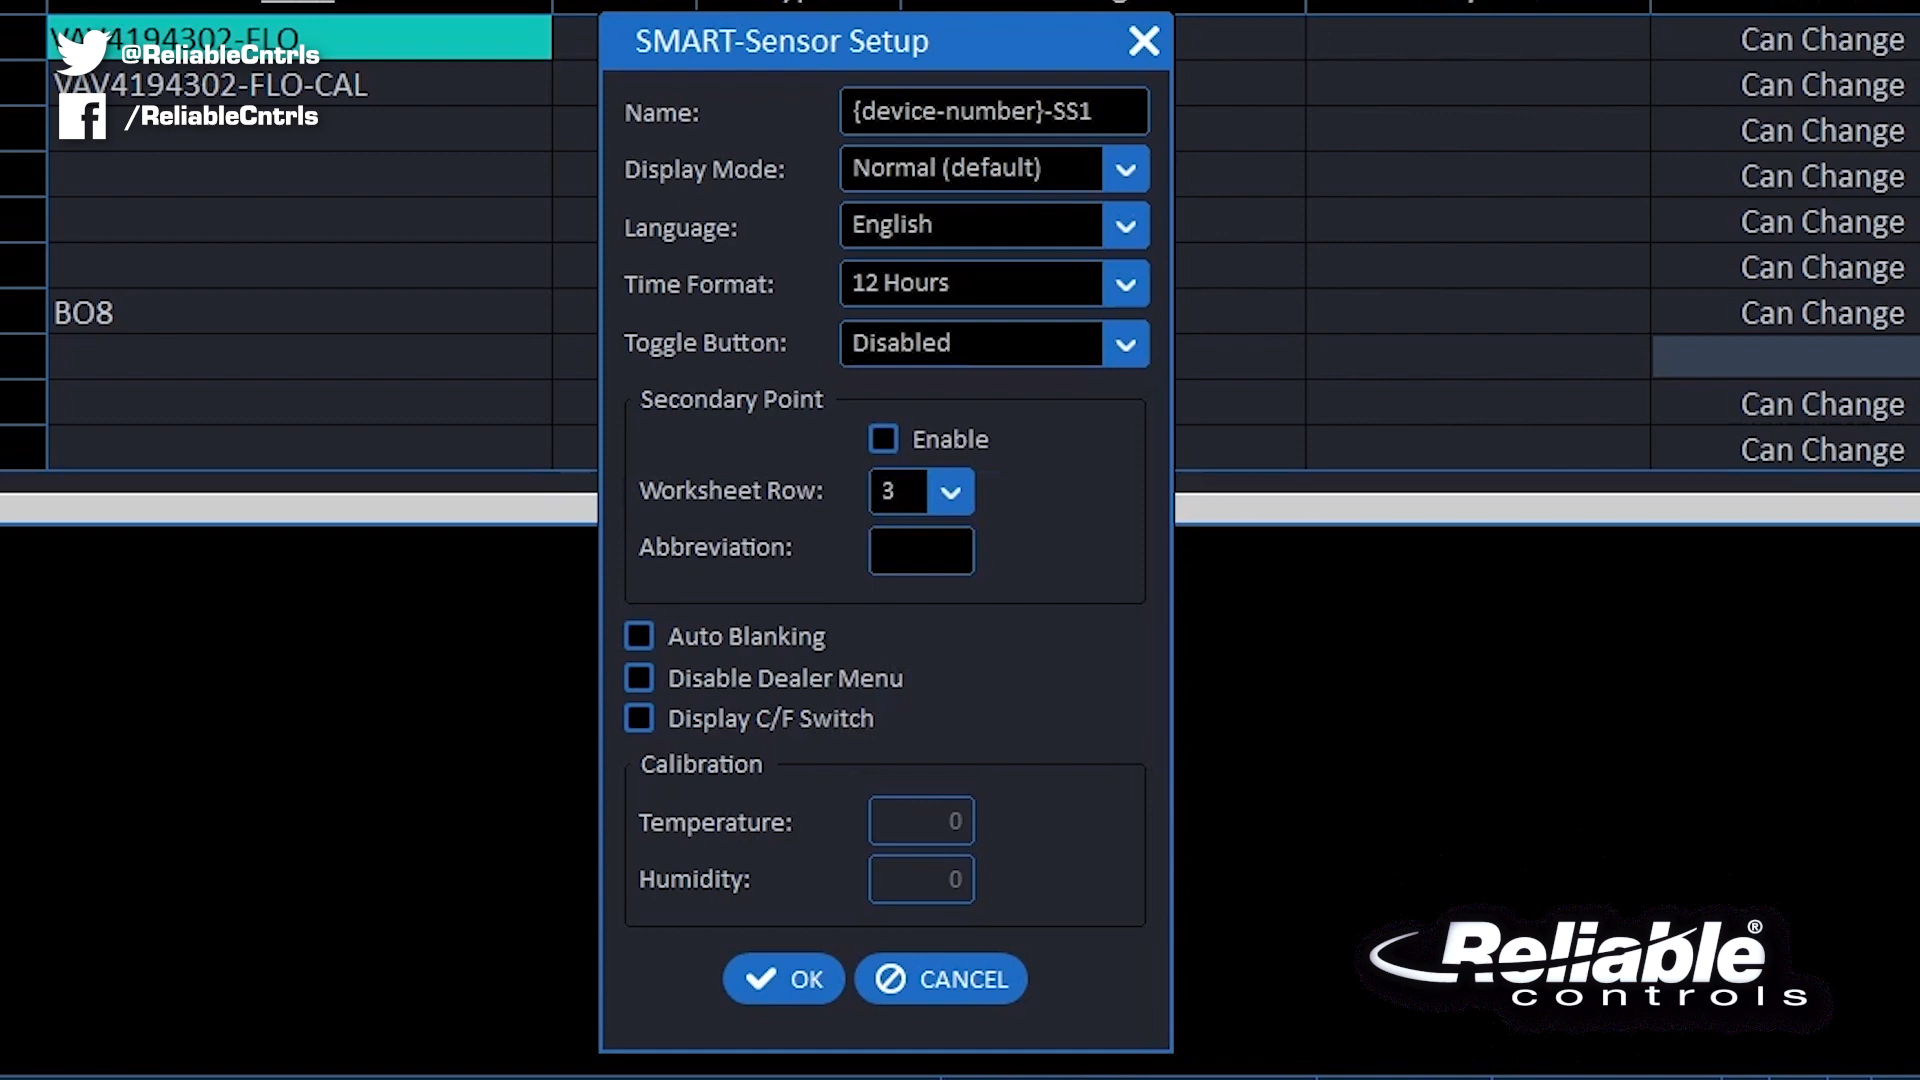 VAV4194302-FLO
@ReliableCntrls
VAV4194302-FLO-CAL
/ReliableCntrls
BO8
SMART-Sensor Setup
Name: {device-number}-SS1
Display Mode: Normal (default)
Language: English
Time Format: 12 Hours
Toggle Button: Disabled
Secondary Point
Enable
Worksheet Row: 3
Abbreviation:
Auto Blanking
Disable Dealer Menu
Display C/F Switch
Calibration
Temperature: 0
Humidity: 0
OK CANCEL
Can Change
Can Change
Can Change
Can Change
Can Change
Can Change
Can Change
Can Change
Can Change
Reliable®
controls